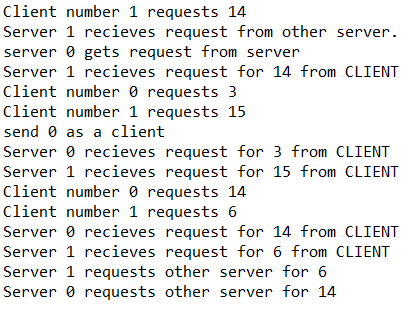 Client number 1 requests 14
Server 1 recieves request from other server.
server 0 gets request from server
Server 1 recieves request for 14 from CLIENT
Client number 0 requests 3
Client number 1 requests 15
send 0 as a client
Server 0 recieves request for 3 from CLIENT
Server 1 recieves request for 15 from CLIENT
Client number 0 requests 14
Client number 1 requests 6
Server 0 recieves request for 14 from CLIENT
Server 1 recieves request for 6 from CLIENT
Server 1 requests other server for 6
Server 0 requests other server for 14